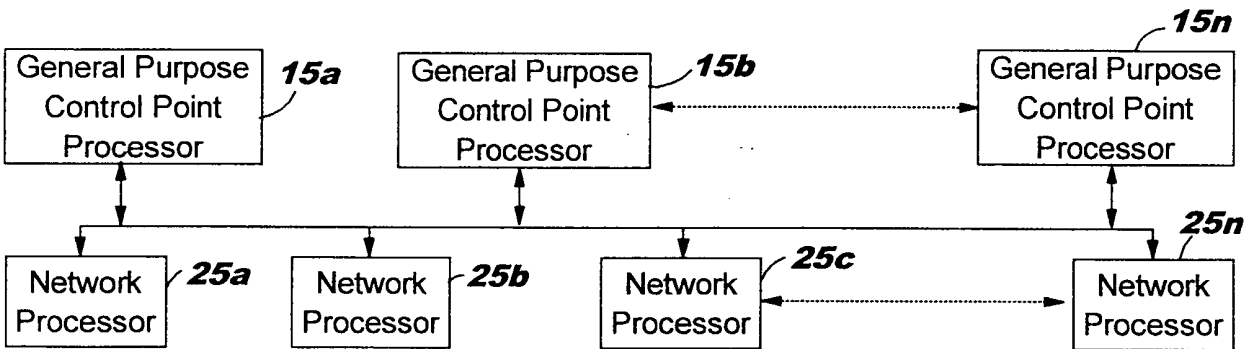 15n
General Purpose
Control Point
Processor
15a
General Purpose
Control Point
Processor
15b
General Purpose
Control Point
Processor
Network
Processor
25a
Network
Processor
25b
Network
Processor
25c
Network
Processor
25n